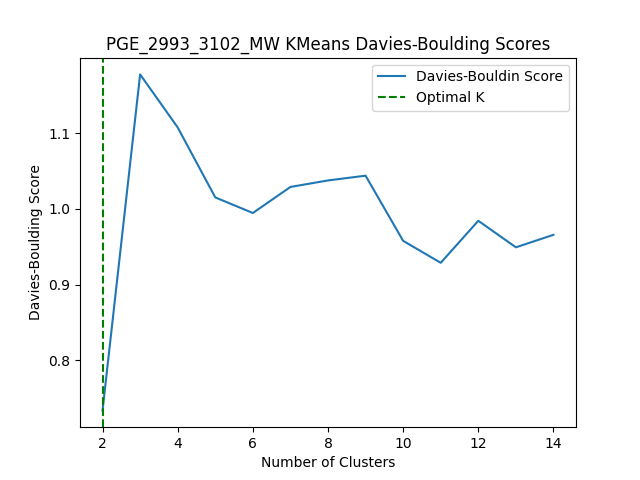 PGE_2993_3102_MW KMeans Davies-Boulding Scores
Davies-Bouldin Score
Optimal K
Davies-Boulding Score
1.1
1.0
0.9
0.8
2 4 6 8 10 12 14
Number of Clusters